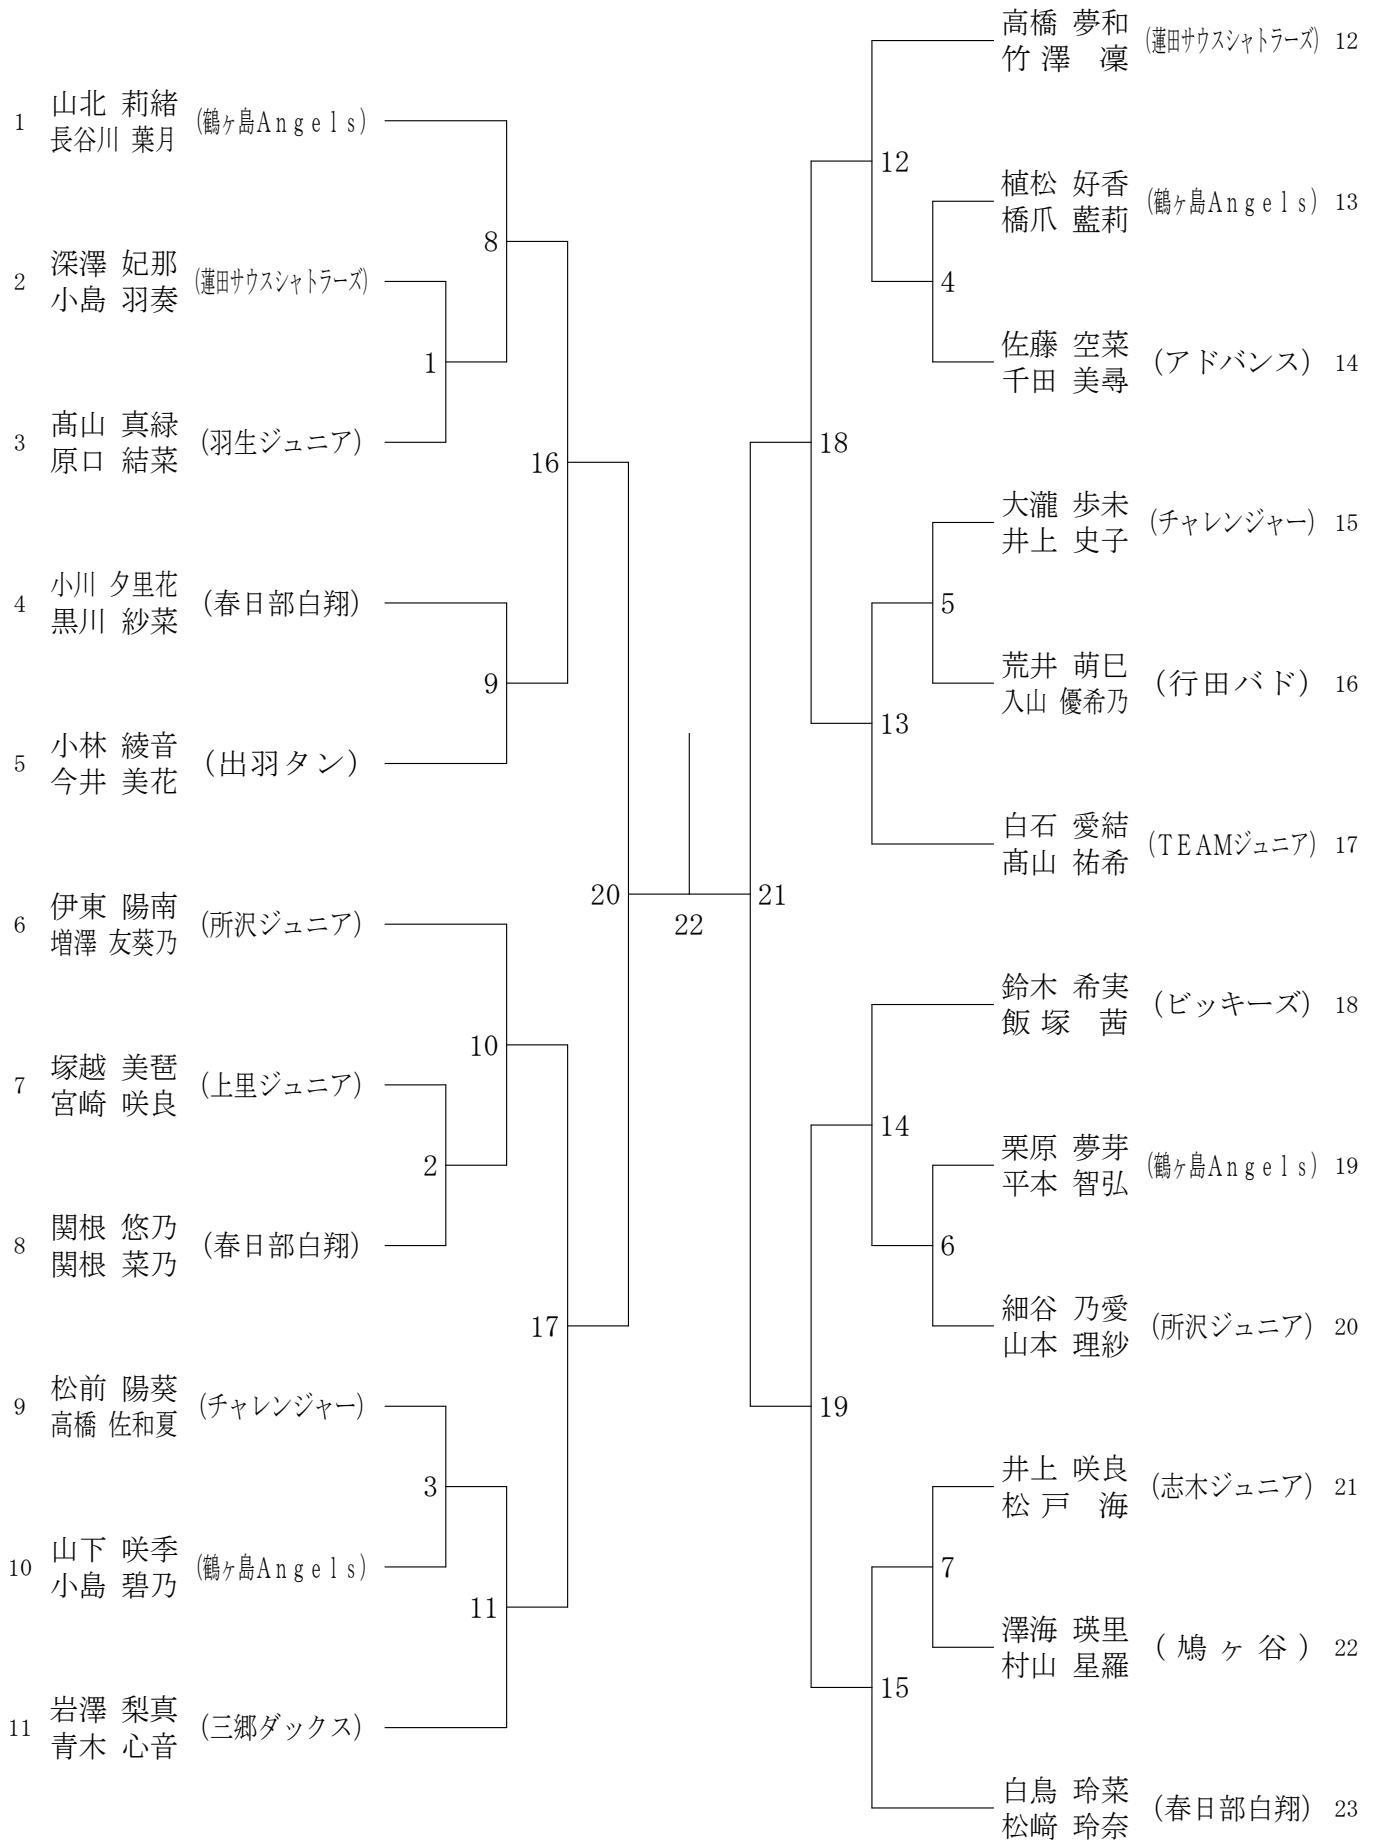 1 山北 莉緒 (鶴ヶ島Angels)
長谷川 葉月
2 深澤 妃那 (蓮田サウスシャトラーズ)
小島 羽奏
3 髙山 真緑 (羽生ジュニア)
原口 結菜
4 小川 夕里花 (春日部白翔)
黒川 紗菜
5 小林 綾音 (出羽タン)
今井 美花
6 伊東 陽南 (所沢ジュニア)
増澤 友葵乃
7 塚越 美琶 (上里ジュニア)
宮崎 咲良
8 関根 悠乃 (春日部白翔)
関根 菜乃
9 松前 陽葵 (チャレンジャー)
高橋 佐和夏
10 山下 咲季 (鶴ヶ島Angels)
小島 碧乃
11 岩澤 梨真 (三郷ダックス)
青木 心音
8
1
16
9
20
10
2
17
3
11
22
21
18
12
4
5
13
14
6
19
7
15
高橋 夢和 (蓮田サウスシャトラーズ) 12
竹澤 凜
植松 好香 (鶴ヶ島Angels) 13
橋爪 藍莉
佐藤 空菜 (アドバンス) 14
千田 美尋
大瀧 歩未 (チャレンジャー) 15
井上 史子
荒井 萌巳 (行田バド) 16
入山 優希乃
白石 愛結 (TEAMジュニア) 17
髙山 祐希
鈴木 希実 (ビッキーズ) 18
飯塚 茜
栗原 夢芽 (鶴ヶ島Angels) 19
平本 智弘
細谷 乃愛 (所沢ジュニア) 20
山本 理紗
井上 咲良 (志木ジュニア) 21
松戸 海
澤海 瑛里 (鳩ヶ谷) 22
村山 星羅
白鳥 玲菜 (春日部白翔) 23
松﨑 玲奈